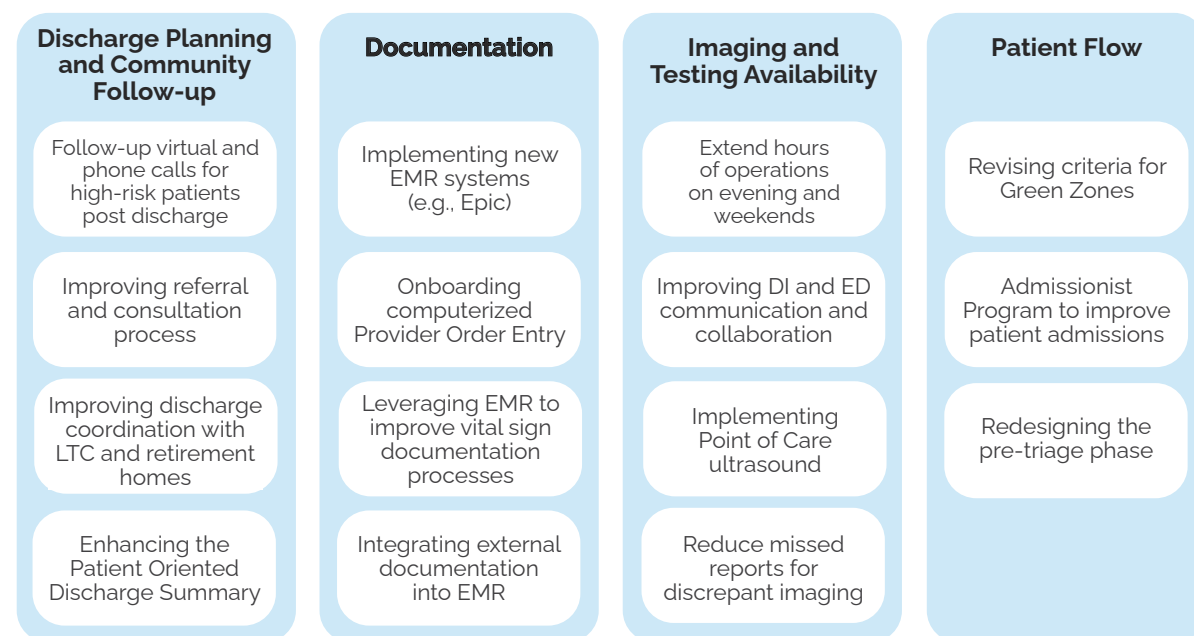 Discharge Planning
and Community
Follow-up
Follow-up virtual and
phone calls for
high-risk patients
post discharge
Improving referral
and consultation
process
Improving discharge
coordination with
LTC and retirement
homes
Enhancing the
Patient Oriented
Discharge Summary
Documentation
Implementing new
EMR systems
(e.g., Epic)
Onboarding
computerized
Provider Order Entry
Leveraging EMR to
improve vital sign
documentation
processes
Integrating external
documentation
into EMR
Imaging and
Testing Availability
Extend hours
of operations
on evening and
weekends
Improving DI and ED
communication and
collaboration
Implementing
Point of Care
ultrasound
Reduce missed
reports for
discrepant imaging
Patient Flow
Revising criteria for
Green Zones
Admissionist
Program to improve
patient admissions
Redesigning the
pre-triage phase